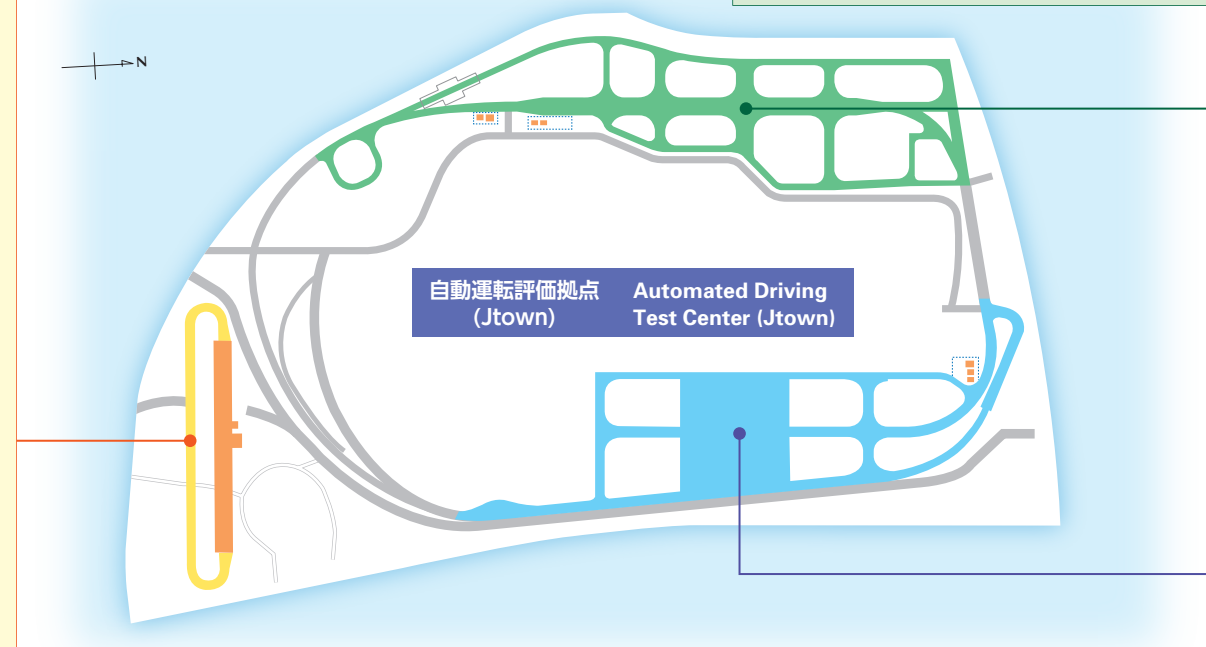 N
自動運転評価拠点
(Jtown)
Automated Driving
Test Center (Jtown)